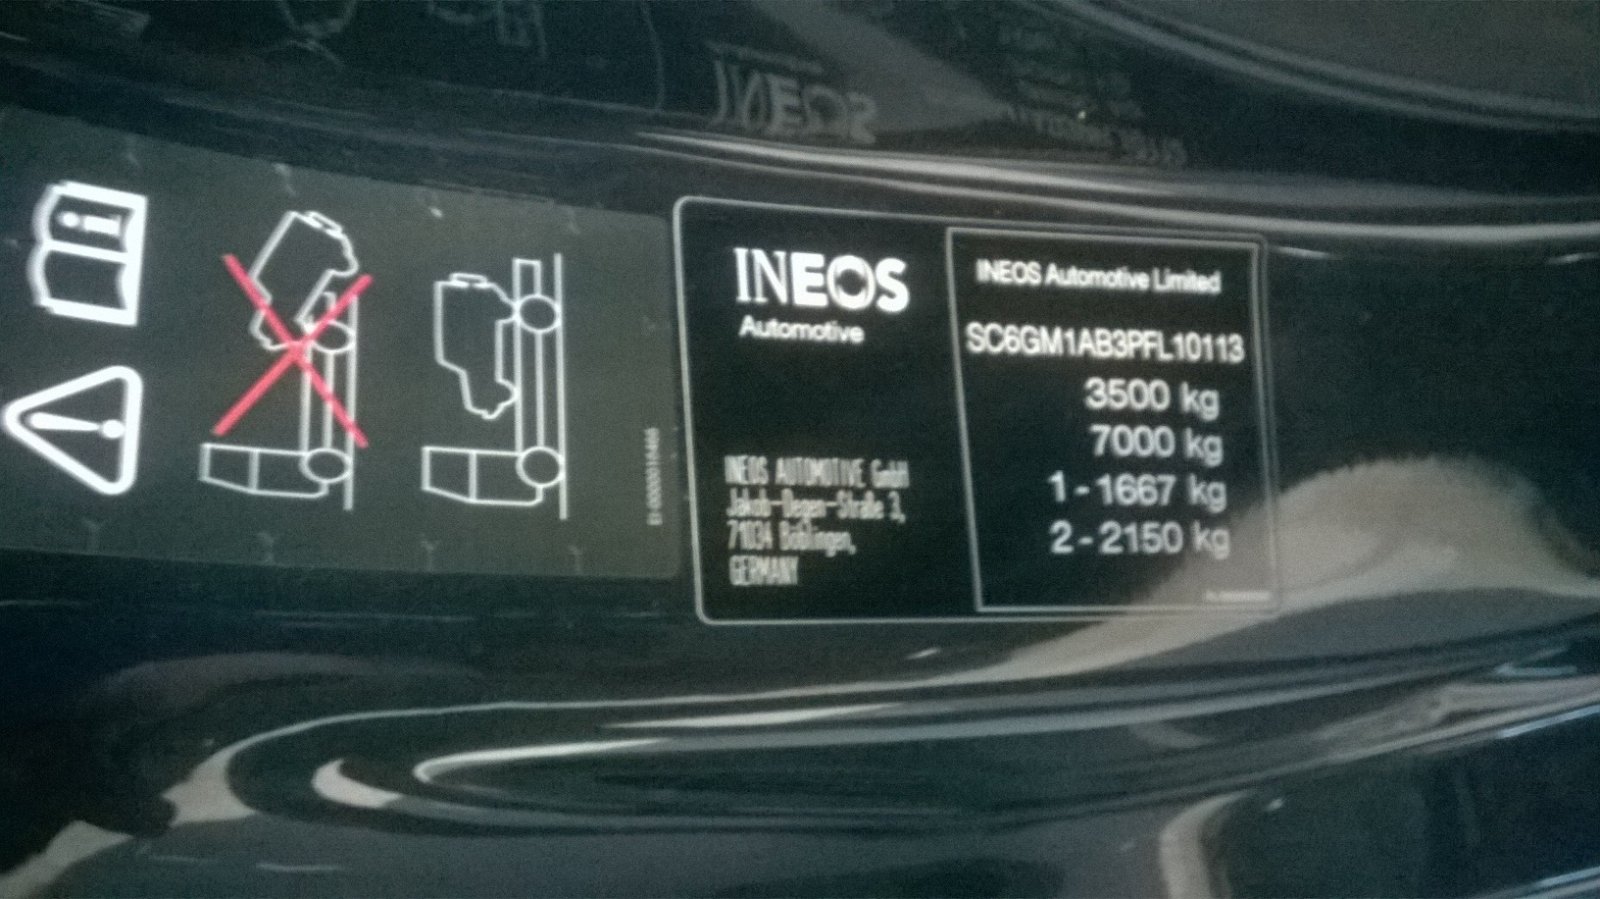 INEOS
Automotive
INEOS AUTOMOTIVE GmbH
Jakob-Degen-Straße 3,
71034 Böblingen,
GERMANY
INEOS Automotive Limited
SC6GM1AB3PFL10113
3500 kg
7000 kg
1 - 1667 kg
2 - 2150 kg